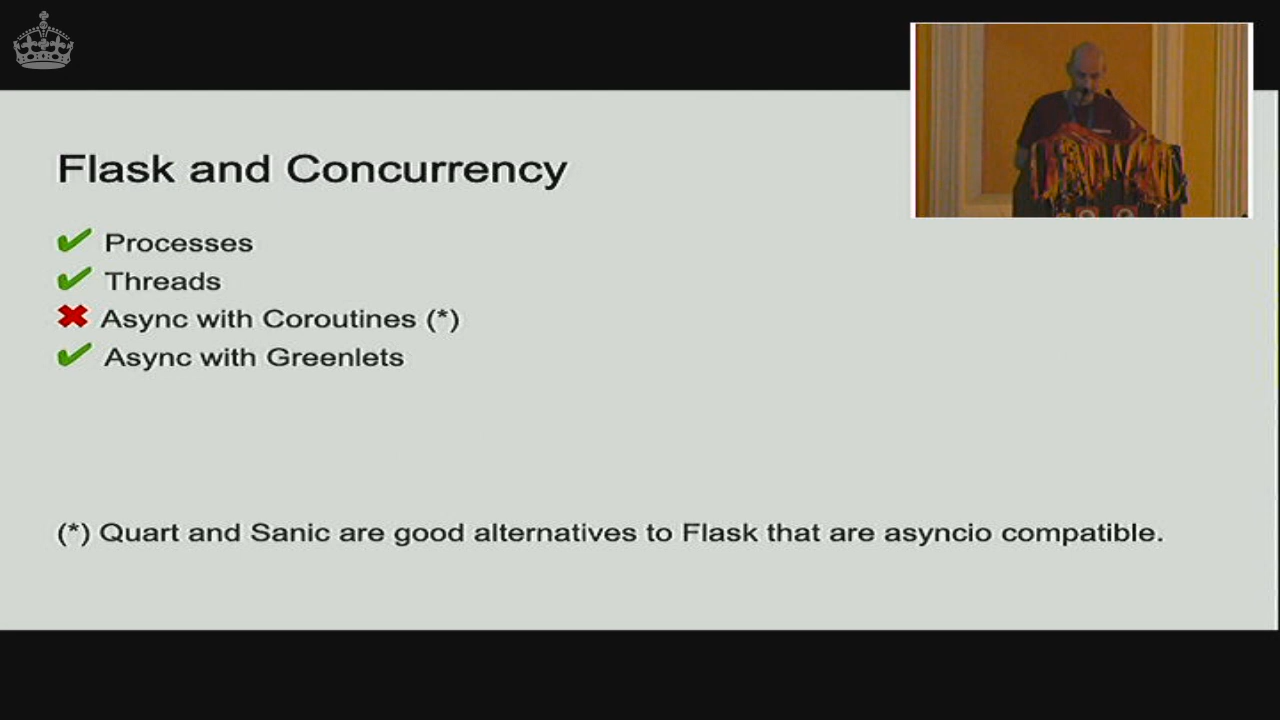 Flask and Concurrency
✔ Processes
✔ Threads
✖ Async with Coroutines (*)
✔ Async with Greenlets
(*) Quart and Sanic are good alternatives to Flask that are asyncio compatible.